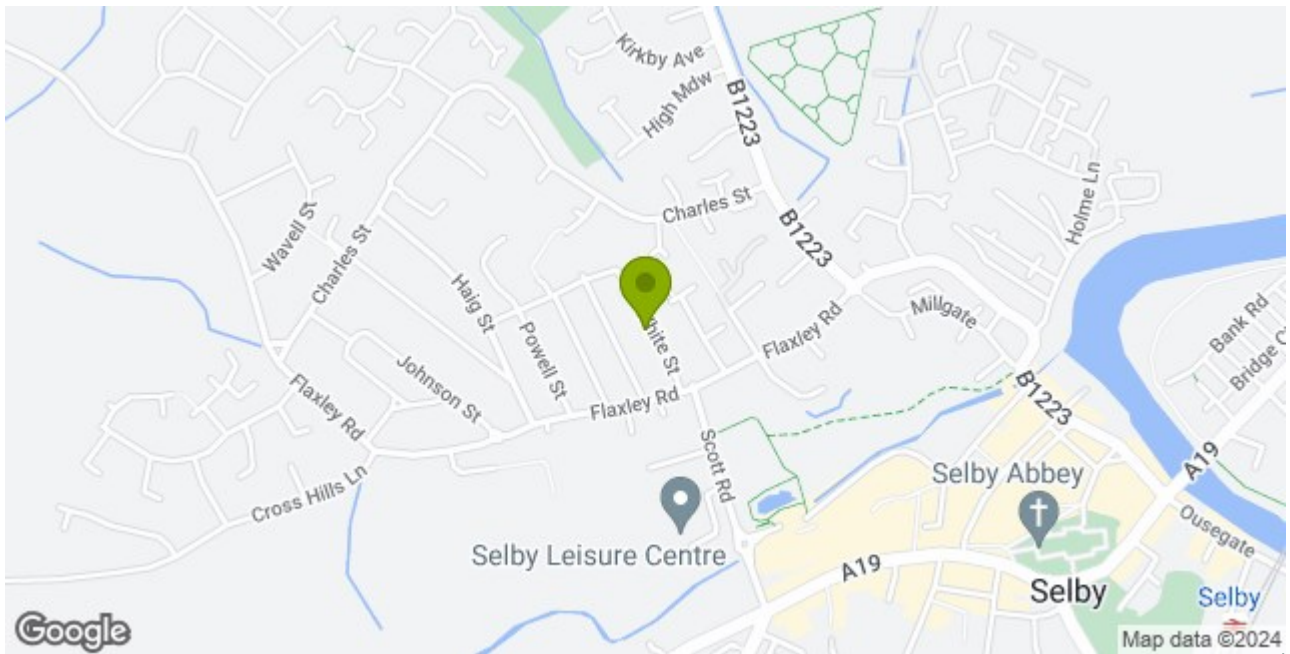 Kirkby Ave
High Mdw
B1223
Charles St
Holme Ln
Wavell St
Charles St
B1223
Haig St
Powell St
White St
Flaxley Rd
Millgate
Bank Rd
Johnson St
Flaxley Rd
Flaxley Rd
B1223
Scott Rd
A19
Cross Hills Ln
Selby Abbey
Ousegate
Selby Leisure Centre
A19
Selby
Selby
Google
Map data ©2024